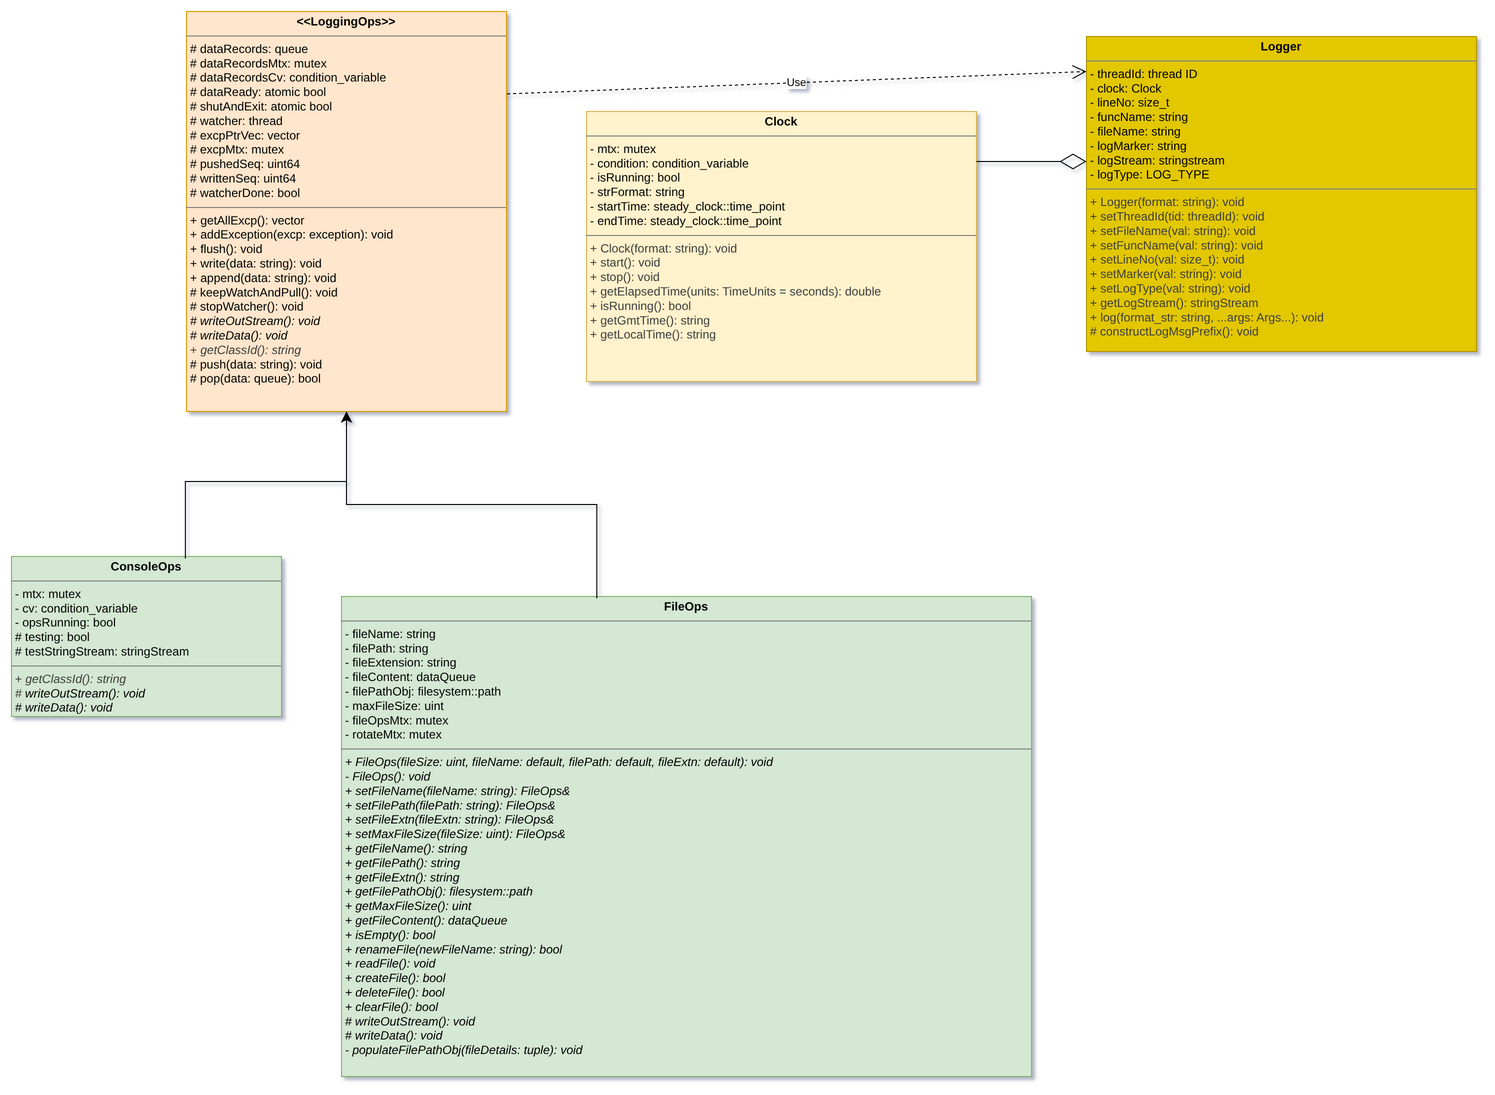 <<LoggingOps>>
# dataRecords: queue
# dataRecordsMtx: mutex
# dataRecordsCv: condition_variable
# dataReady: atomic bool
# shutAndExit: atomic bool
# watcher: thread
# excpPtrVec: vector
# excpMtx: mutex
# pushedSeq: uint64
# writtenSeq: uint64
# watcherDone: bool
+ getAllExcp(): vector
+ addException(excp: exception): void
+ flush(): void
+ write(data: string): void
+ append(data: string): void
# keepWatchAndPull(): void
# stopWatcher(): void
# writeOutStream(): void
# writeData(): void
+ getClassId(): string
# push(data: string): void
# pop(data: queue): bool
Use
Clock
- mtx: mutex
- condition: condition_variable
- isRunning: bool
- strFormat: string
- startTime: steady_clock::time_point
- endTime: steady_clock::time_point
+ Clock(format: string): void
+ start(): void
+ stop(): void
+ getElapsedTime(units: TimeUnits = seconds): double
+ isRunning(): bool
+ getGmtTime(): string
+ getLocalTime(): string
Logger
- threadId: thread ID
- clock: Clock
- lineNo: size_t
- funcName: string
- fileName: string
- logMarker: string
- logStream: stringstream
- logType: LOG_TYPE
+ Logger(format: string): void
+ setThreadId(tid: threadId): void
+ setFileName(val: string): void
+ setFuncName(val: string): void
+ setLineNo(val: size_t): void
+ setMarker(val: string): void
+ setLogType(val: string): void
+ getLogStream(): stringStream
+ log(format_str: string, ...args: Args...): void
# constructLogMsgPrefix(): void
ConsoleOps
- mtx: mutex
- cv: condition_variable
- opsRunning: bool
# testing: bool
# testStringStream: stringStream
+ getClassId(): string
# writeOutStream(): void
# writeData(): void
FileOps
- fileName: string
- filePath: string
- fileExtension: string
- fileContent: dataQueue
- filePathObj: filesystem::path
- maxFileSize: uint
- fileOpsMtx: mutex
- rotateMtx: mutex
+ FileOps(fileSize: uint, fileName: default, filePath: default, fileExtn: default): void
- FileOps(): void
+ setFileName(fileName: string): FileOps&
+ setFilePath(filePath: string): FileOps&
+ setFileExtn(fileExtn: string): FileOps&
+ setMaxFileSize(fileSize: uint): FileOps&
+ getFileName(): string
+ getFilePath(): string
+ getFileExtn(): string
+ getFilePathObj(): filesystem::path
+ getMaxFileSize(): uint
+ getFileContent(): dataQueue
+ isEmpty(): bool
+ renameFile(newFileName: string): bool
+ readFile(): void
+ createFile(): bool
+ deleteFile(): bool
+ clearFile(): bool
# writeOutStream(): void
# writeData(): void
- populateFilePathObj(fileDetails: tuple): void